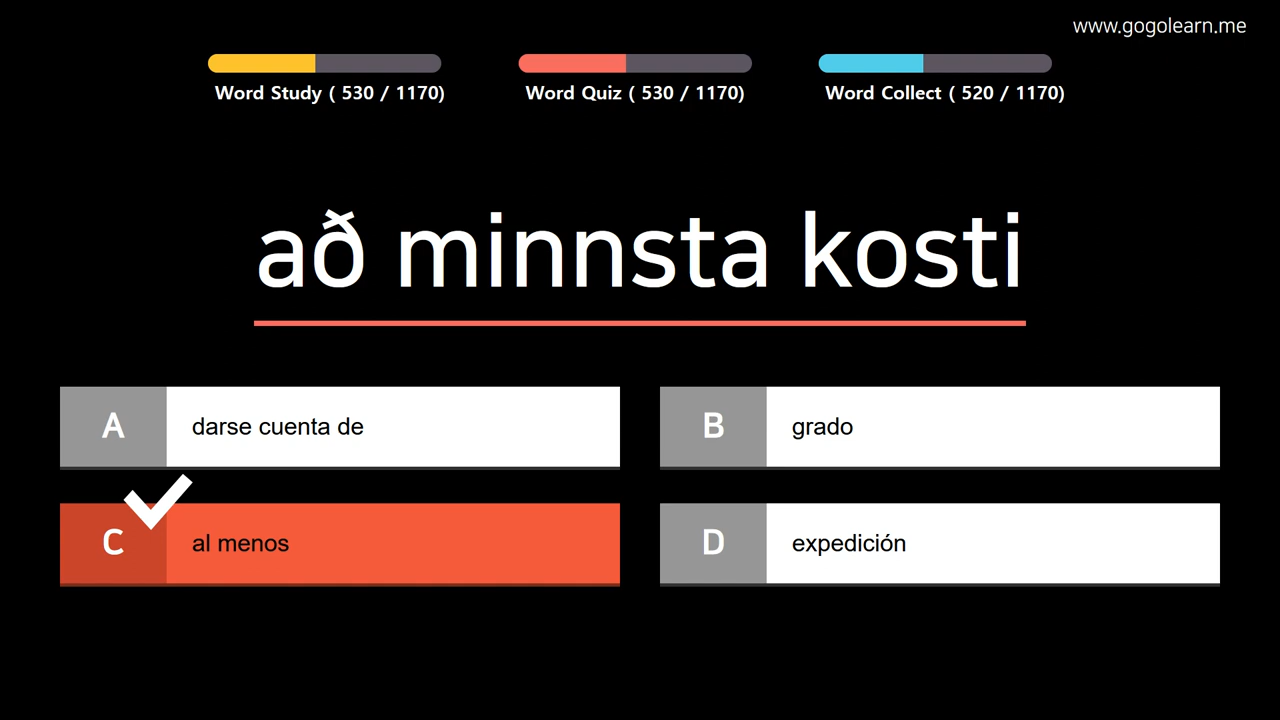 www.gogolearn.me
Word Study ( 530 / 1170)
Word Quiz ( 530 / 1170)
Word Collect ( 520 / 1170)
að minnsta kosti
A darse cuenta de
B grado
C al menos
D expedición